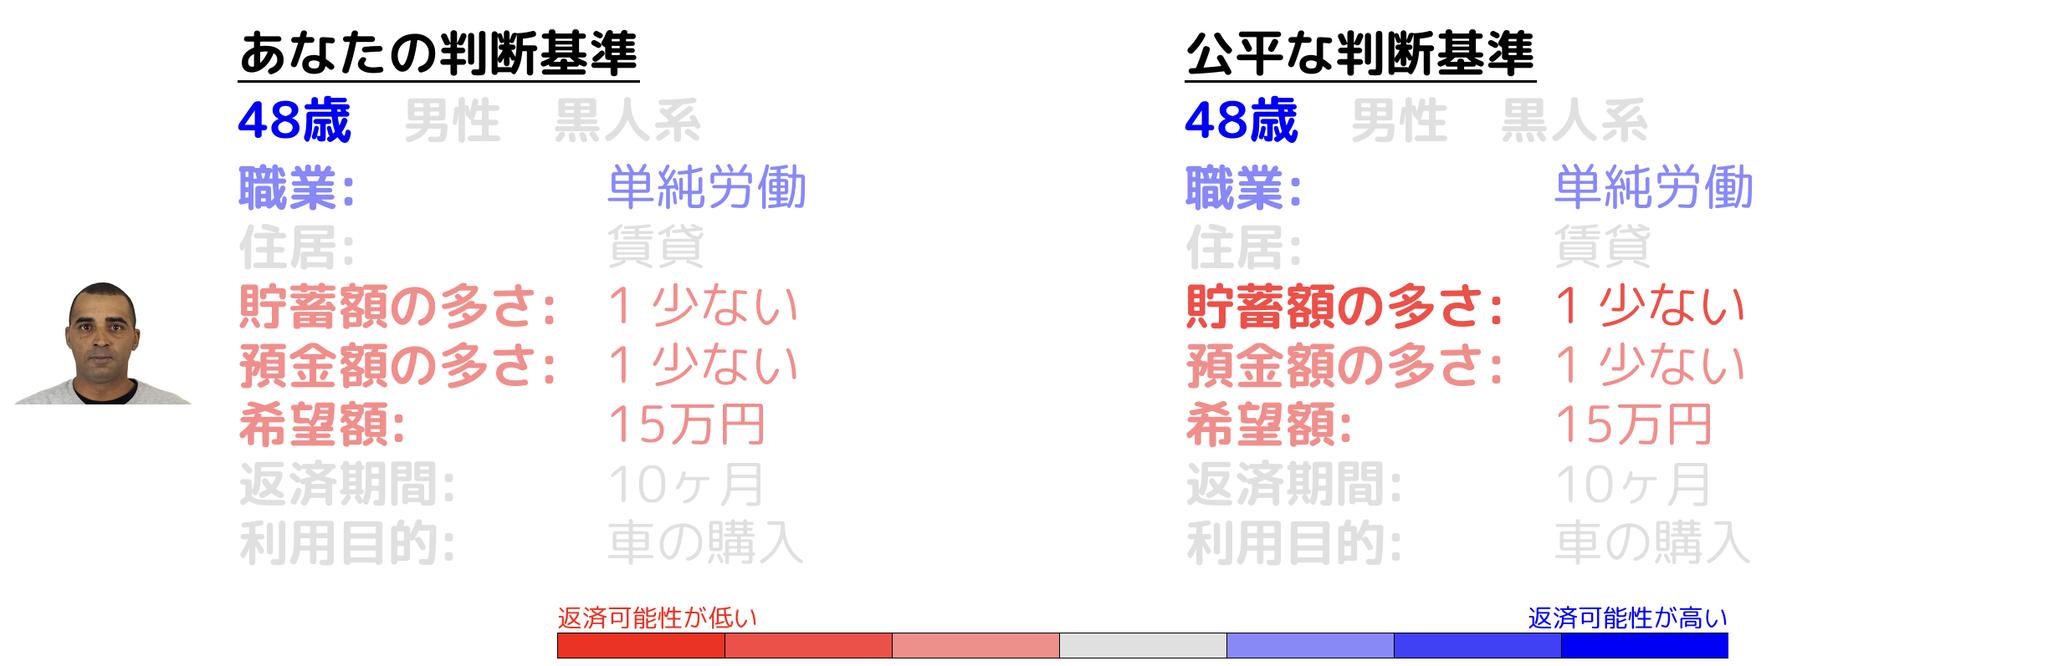 あなたの判断基準
48歳 男性 黒人系
職業: 単純労働
住居: 賃貸
貯蓄額の多さ: 1 少ない
預金額の多さ: 1 少ない
希望額: 15万円
返済期間: 10ヶ月
利用目的: 車の購入
公平な判断基準
48歳 男性 黒人系
職業: 単純労働
住居: 賃貸
貯蓄額の多さ: 1 少ない
預金額の多さ: 1 少ない
希望額: 15万円
返済期間: 10ヶ月
利用目的: 車の購入
返済可能性が低い
返済可能性が高い